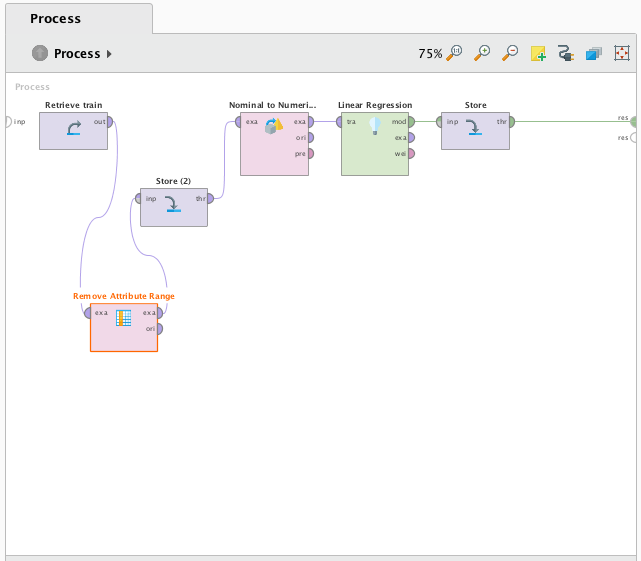 Process
Process
75%
Process
Retrieve train
inp
out
Nominal to Numeri...
exa
exa
ori
pre
Linear Regression
tra
mod
exa
wei
Store
inp
thr
res
res
Store (2)
inp
thr
Remove Attribute Range
exa
exa
ori